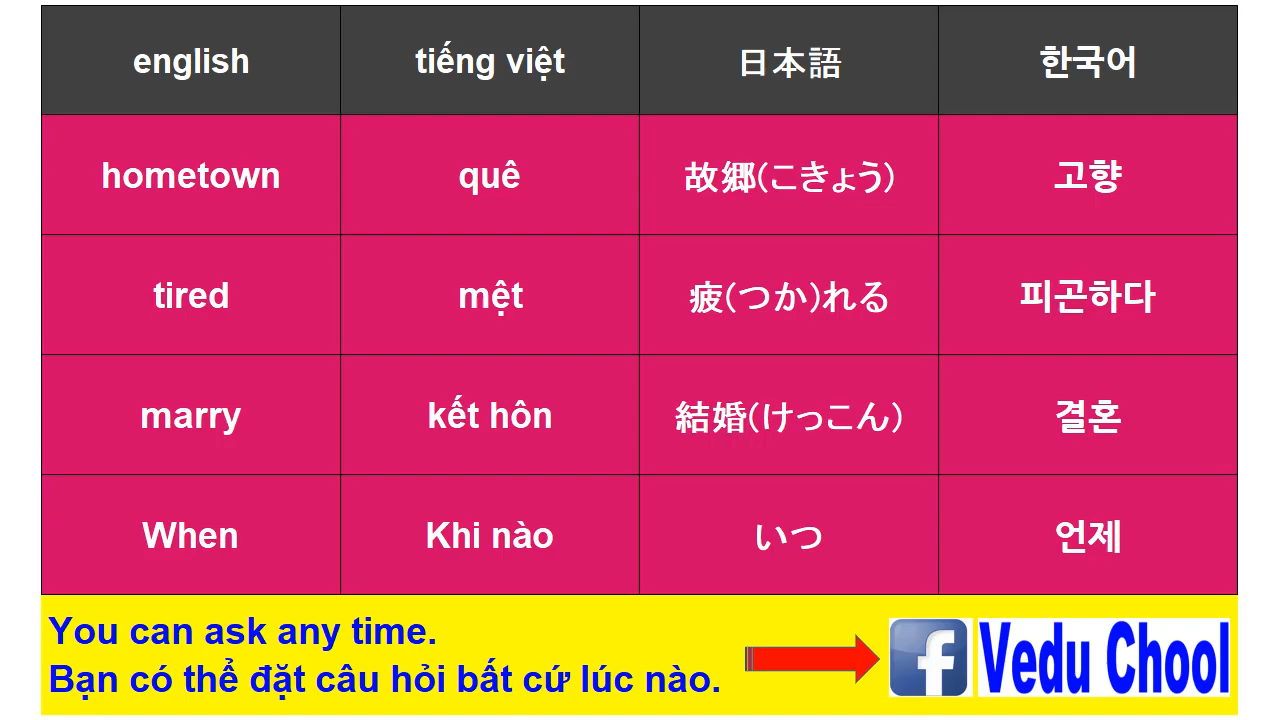 english tiếng việt 日本語 한국어
hometown quê 故郷(こきょう) 고향
tired mệt 疲(つか)れる 피곤하다
marry kết hôn 結婚(けっこん) 결혼
When Khi nào いつ 언제
You can ask any time.
Bạn có thể đặt câu hỏi bất cứ lúc nào.
f Vedu Chool